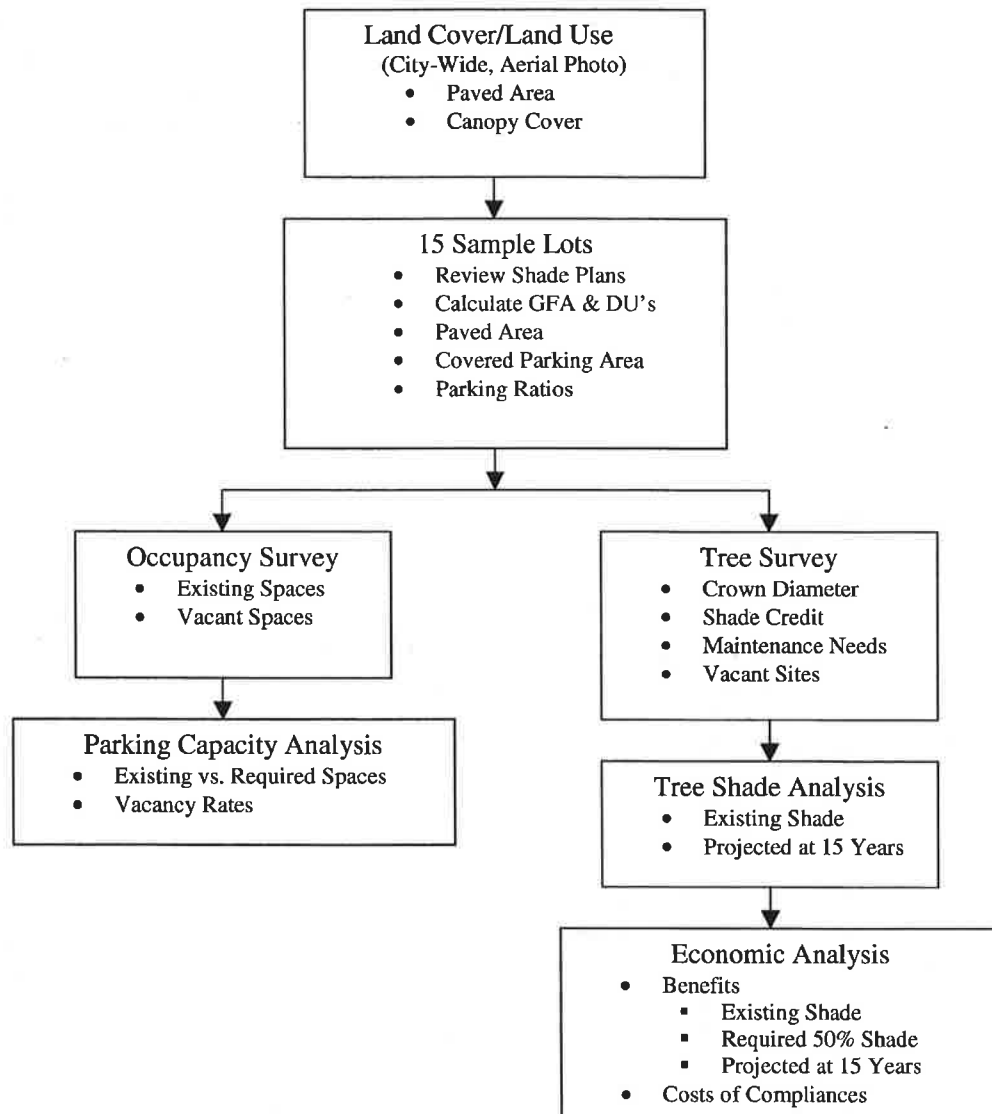 Land Cover/Land Use
(City-Wide, Aerial Photo)
• Paved Area
• Canopy Cover
15 Sample Lots
• Review Shade Plans
• Calculate GFA & DU's
• Paved Area
• Covered Parking Area
• Parking Ratios
Occupancy Survey
• Existing Spaces
• Vacant Spaces
Parking Capacity Analysis
• Existing vs. Required Spaces
• Vacancy Rates
Tree Survey
• Crown Diameter
• Shade Credit
• Maintenance Needs
• Vacant Sites
Tree Shade Analysis
• Existing Shade
• Projected at 15 Years
Economic Analysis
• Benefits
▪ Existing Shade
▪ Required 50% Shade
▪ Projected at 15 Years
• Costs of Compliances